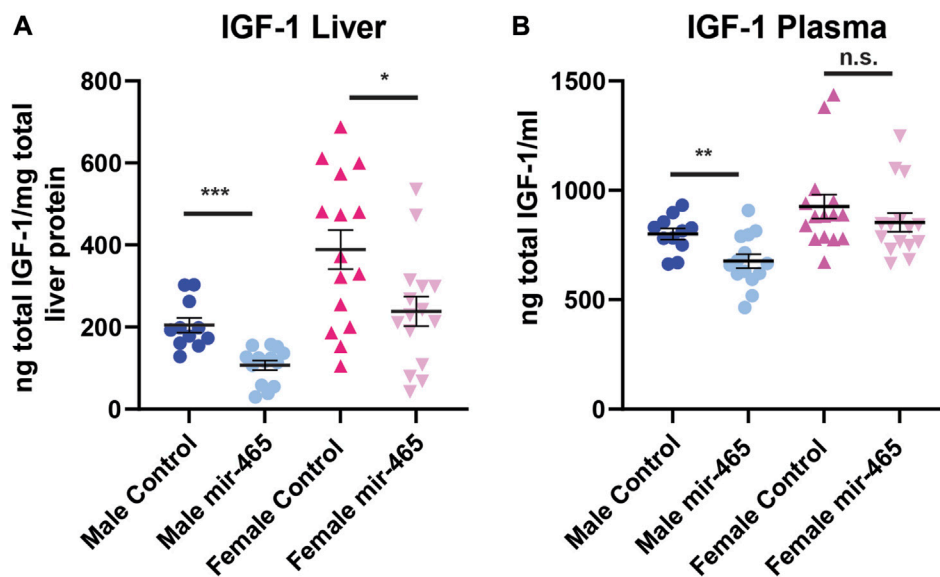 A
IGF-1 Liver
ng total IGF-1/mg total
liver protein
800
600
400
200
0
***
*
Male Control
Male mir-465
Female Control
Female mir-465
B
IGF-1 Plasma
ng total IGF-1/ml
1500
1000
500
0
**
n.s.
Male Control
Male mir-465
Female Control
Female mir-465